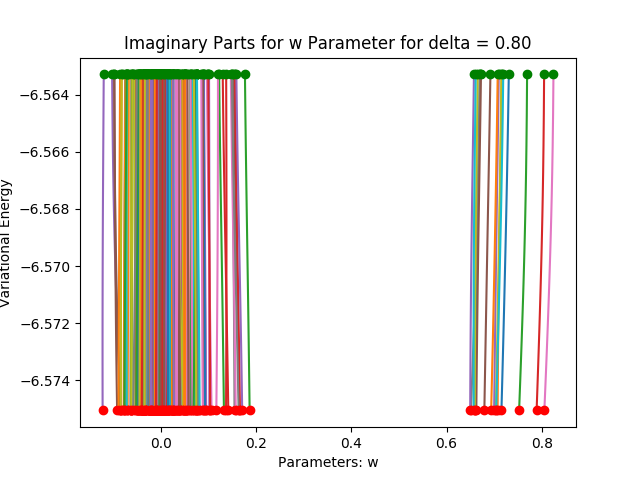 Imaginary Parts for w Parameter for delta = 0.80
Variational Energy
−6.564
−6.566
−6.568
−6.570
−6.572
−6.574
0.0 0.2 0.4 0.6 0.8
Parameters: w